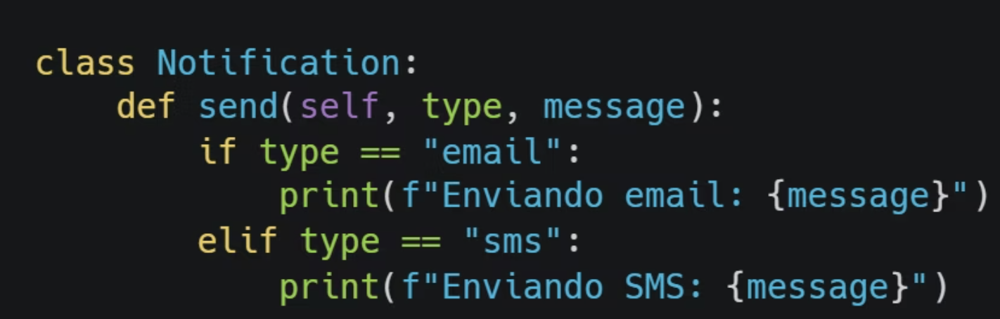 class Notification:
    def send(self, type, message):
        if type == "email":
            print(f"Enviando email: {message}")
        elif type == "sms":
            print(f"Enviando SMS: {message}")